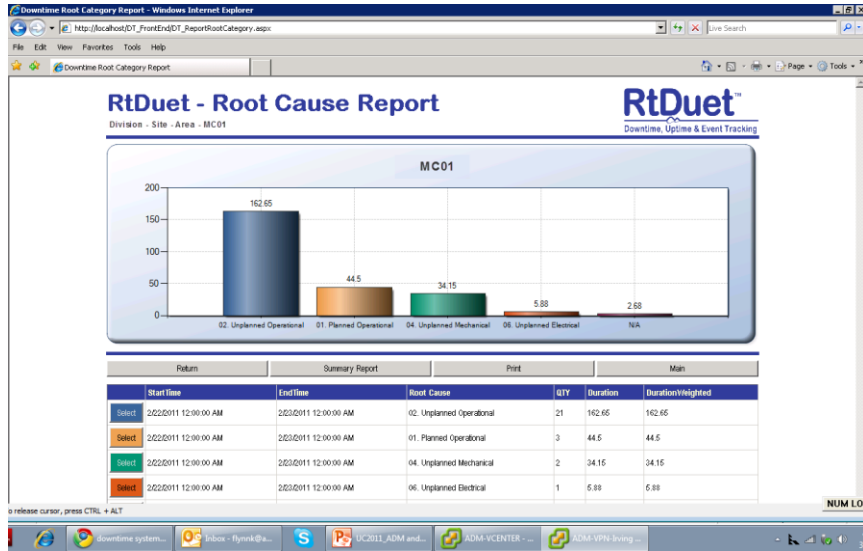 Downtime Root Category Report - Windows Internet Explorer
http://localhost/DT_FrontEnd/DT_ReportRootCategory.aspx
Live Search
File Edit View Favorites Tools Help
Downtime Root Category Report
Page Tools
RtDuet - Root Cause Report
Division - Site - Area - MC01
RtDuet™
Downtime, Uptime & Event Tracking
MC01
200
150
100
50
0
162.65
44.5
34.15
5.88
2.68
02. Unplanned Operational 01. Planned Operational 04. Unplanned Mechanical 06. Unplanned Electrical N/A
Return Summary Report Print Main
StartTime EndTime Root Cause QTY Duration DurationWeighted
Select 2/22/2011 12:00:00 AM 2/23/2011 12:00:00 AM 02. Unplanned Operational 21 162.65 162.65
Select 2/22/2011 12:00:00 AM 2/23/2011 12:00:00 AM 01. Planned Operational 3 44.5 44.5
Select 2/22/2011 12:00:00 AM 2/23/2011 12:00:00 AM 04. Unplanned Mechanical 2 34.15 34.15
Select 2/22/2011 12:00:00 AM 2/23/2011 12:00:00 AM 06. Unplanned Electrical 1 5.88 5.88
o release cursor, press CTRL + ALT
NUM LO
downtime system... Inbox - flynnk@a... UC2011_ADM and... ADM-VCENTER - ... ADM-VPN-Irving ...